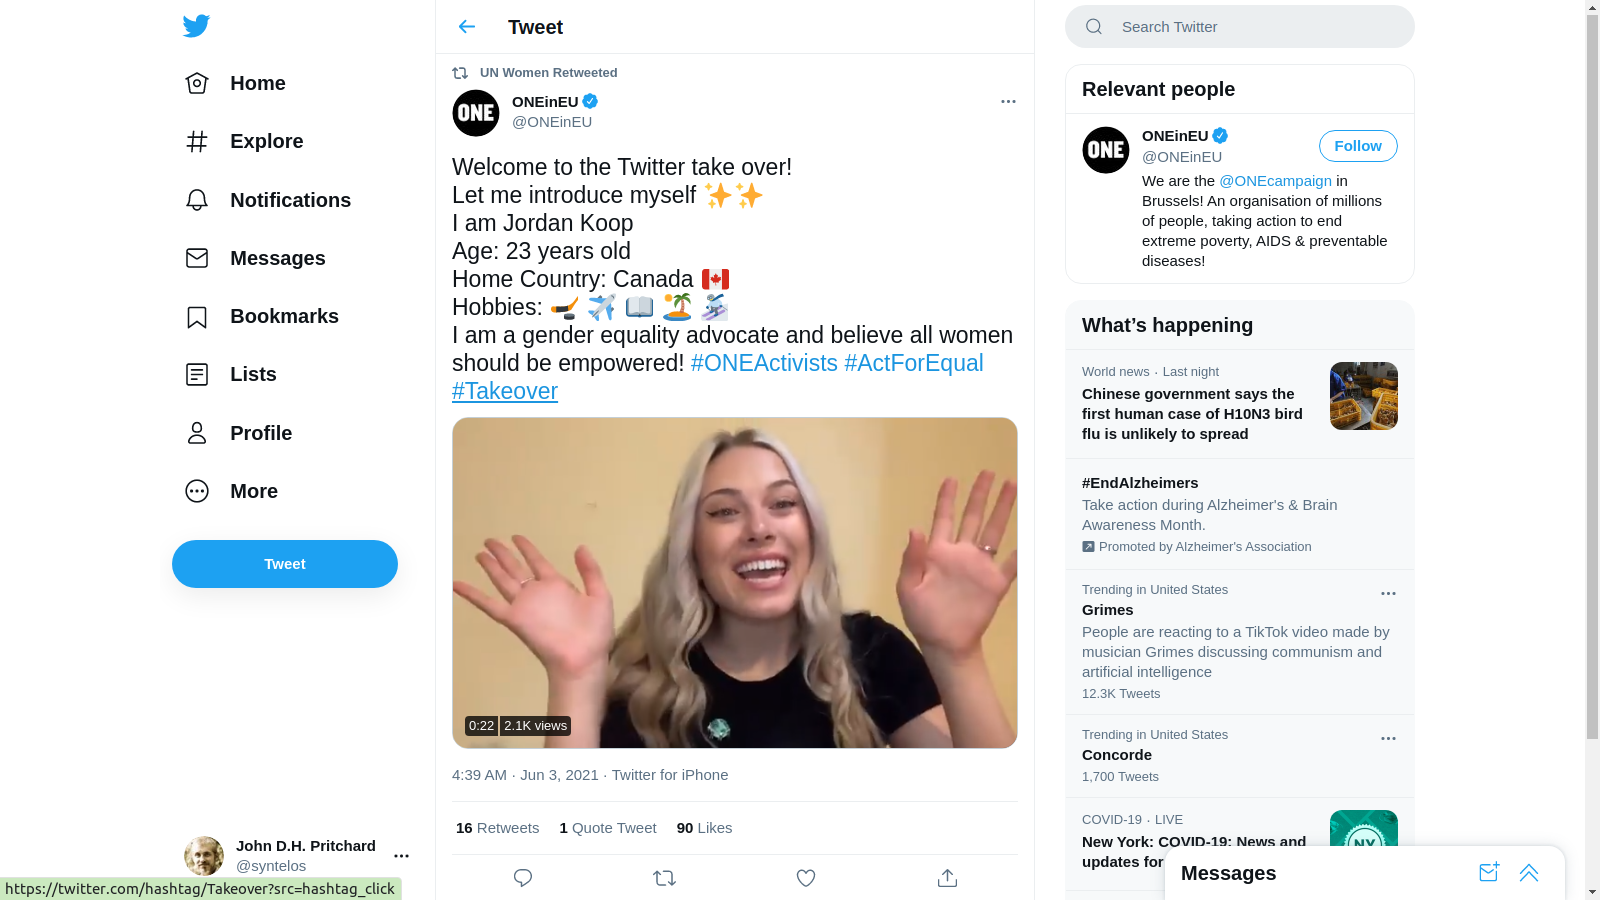 Home
Explore
Notifications
Messages
Bookmarks
Lists
Profile
More
Tweet
John D.H. Pritchard
@syntelos
https://twitter.com/hashtag/Takeover?src=hashtag_click
Tweet
UN Women Retweeted
ONE
ONEinEU
@ONEinEU
Welcome to the Twitter take over!
Let me introduce myself ✨✨
I am Jordan Koop
Age: 23 years old
Home Country: Canada 🇨🇦
Hobbies: 🏒 ✈️ 📖 🏝️ 🏂
I am a gender equality advocate and believe all women
should be empowered! #ONEActivists #ActForEqual
#Takeover
0:22 2.1K views
4:39 AM · Jun 3, 2021 · Twitter for iPhone
16 Retweets 1 Quote Tweet 90 Likes
Search Twitter
Relevant people
ONE
ONEinEU
@ONEinEU
Follow
We are the @ONEcampaign in
Brussels! An organisation of millions
of people, taking action to end
extreme poverty, AIDS & preventable
diseases!
What's happening
World news · Last night
Chinese government says the
first human case of H10N3 bird
flu is unlikely to spread
#EndAlzheimers
Take action during Alzheimer's & Brain
Awareness Month.
Promoted by Alzheimer's Association
Trending in United States
Grimes
People are reacting to a TikTok video made by
musician Grimes discussing communism and
artificial intelligence
12.3K Tweets
Trending in United States
Concorde
1,700 Tweets
COVID-19 · LIVE
New York: COVID-19: News and
updates for
NY
Messages